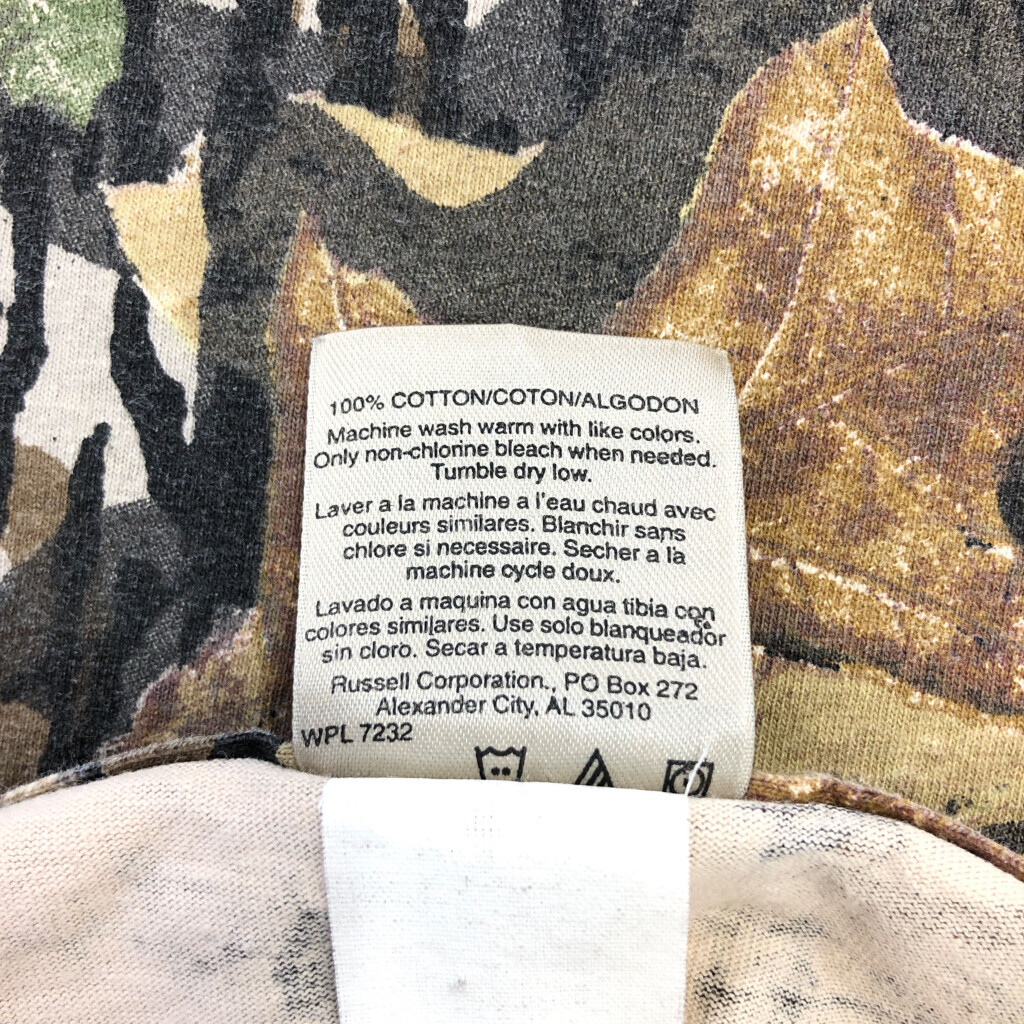 100% COTTON/COTON/ALGODON
Machine wash warm with like colors.
Only non-chlorine bleach when needed.
Tumble dry low.
Laver a la machine a l'eau chaud avec
couleurs similares. Blanchir sans
chlore si necessaire. Secher a la
machine cycle doux.
Lavado a maquina con agua tibia con
colores similares. Use solo blanqueador
sin cloro. Secar a temperatura baja.
Russell Corporation., PO Box 272
Alexander City, AL 35010
WPL 7232